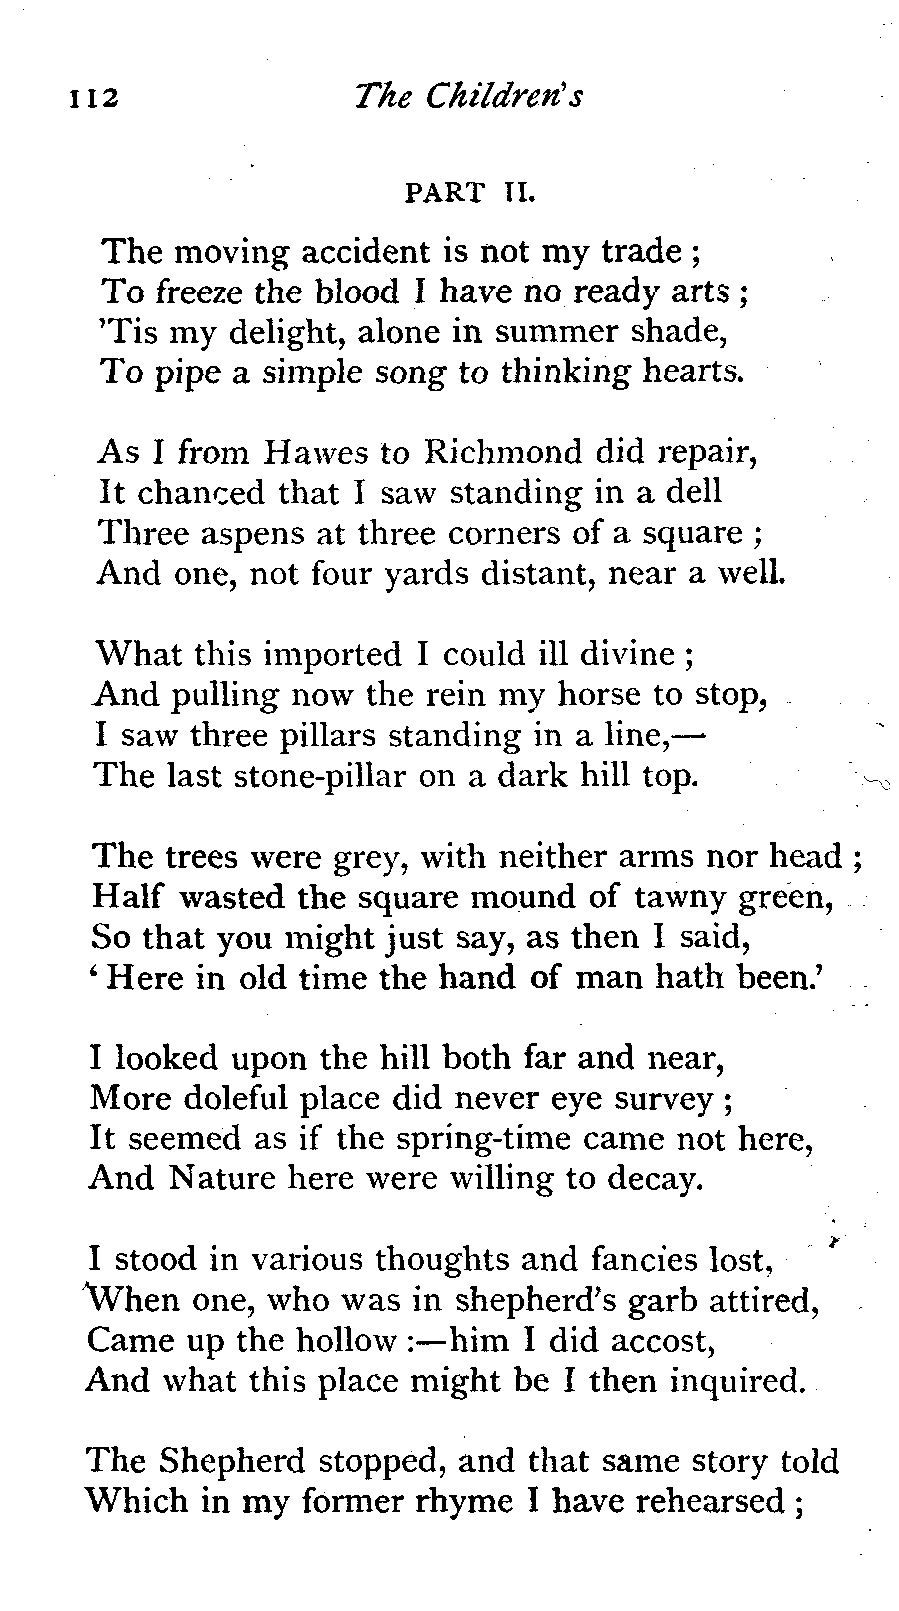 112 The Children's
PART II.
The moving accident is not my trade ;
To freeze the blood I have no ready arts ;
'Tis my delight, alone in summer shade,
To pipe a simple song to thinking hearts.
As I from Hawes to Richmond did repair,
It chanced that I saw standing in a dell
Three aspens at three corners of a square ;
And one, not four yards distant, near a well.
What this imported I could ill divine ;
And pulling now the rein my horse to stop,
I saw three pillars standing in a line,—
The last stone-pillar on a dark hill top.
The trees were grey, with neither arms nor head ;
Half wasted the square mound of tawny green,
So that you might just say, as then I said,
‘ Here in old time the hand of man hath been.’
I looked upon the hill both far and near,
More doleful place did never eye survey ;
It seemed as if the spring-time came not here,
And Nature here were willing to decay.
I stood in various thoughts and fancies lost,
When one, who was in shepherd's garb attired,
Came up the hollow :—him I did accost,
And what this place might be I then inquired.
The Shepherd stopped, and that same story told
Which in my former rhyme I have rehearsed ;